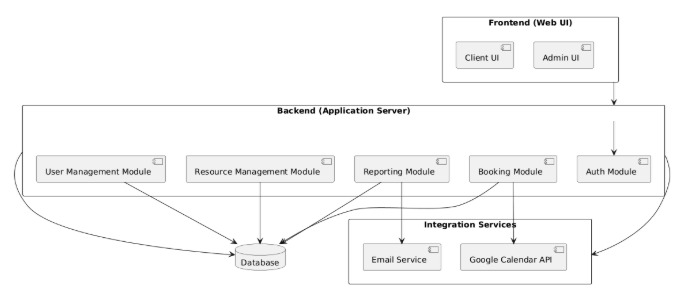 Frontend (Web UI)
Client UI
Admin UI
Backend (Application Server)
User Management Module
Resource Management Module
Reporting Module
Booking Module
Auth Module
Integration Services
Database
Email Service
Google Calendar API